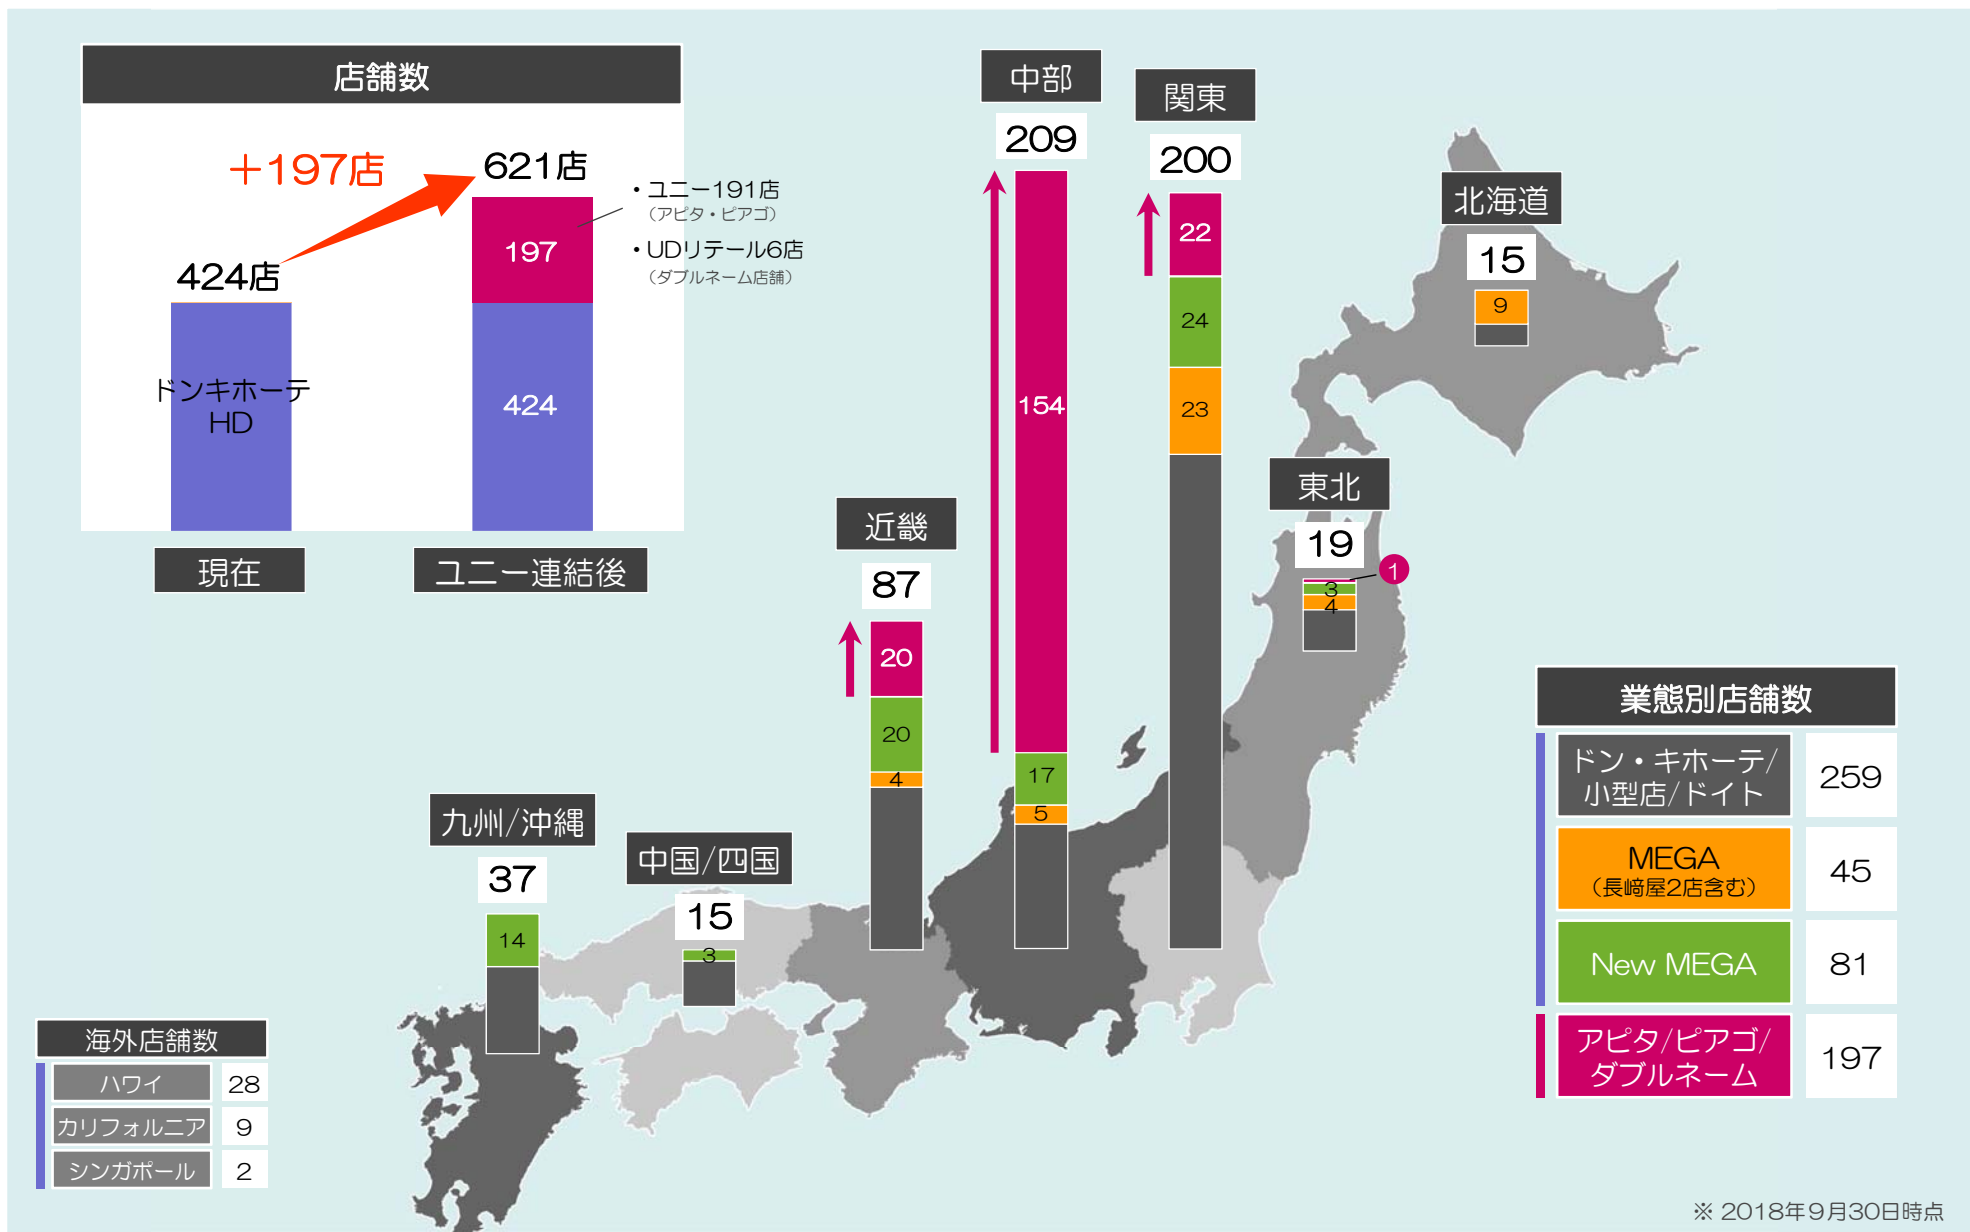 店舗数
+197店
621店
・ユニー191店
（アピタ・ピアゴ）
・UDリテール6店
（ダブルネーム店舗）
424店
197
ドンキホーテ
HD
424
現在
ユニー連結後
中部
209
154
17
5
関東
200
22
24
23
北海道
15
9
東北
19
1
3
4
近畿
87
20
20
4
九州/沖縄
37
14
中国/四国
15
3
業態別店舗数
ドン・キホーテ/
小型店/ドイト
259
MEGA
（長﨑屋2店含む）
45
New MEGA
81
アピタ/ピアゴ/
ダブルネーム
197
海外店舗数
ハワイ 28
カリフォルニア 9
シンガポール 2
※ 2018年9月30日時点